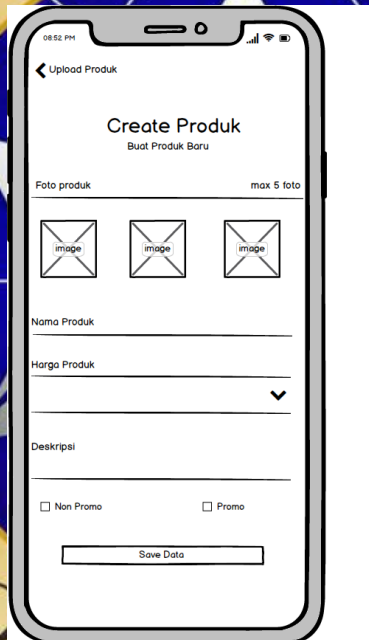 08:52 PM
Upload Produk
Create Produk
Buat Produk Baru
Foto produk max 5 foto
image image image
Nama Produk
Harga Produk
Deskripsi
Non Promo Promo
Save Data